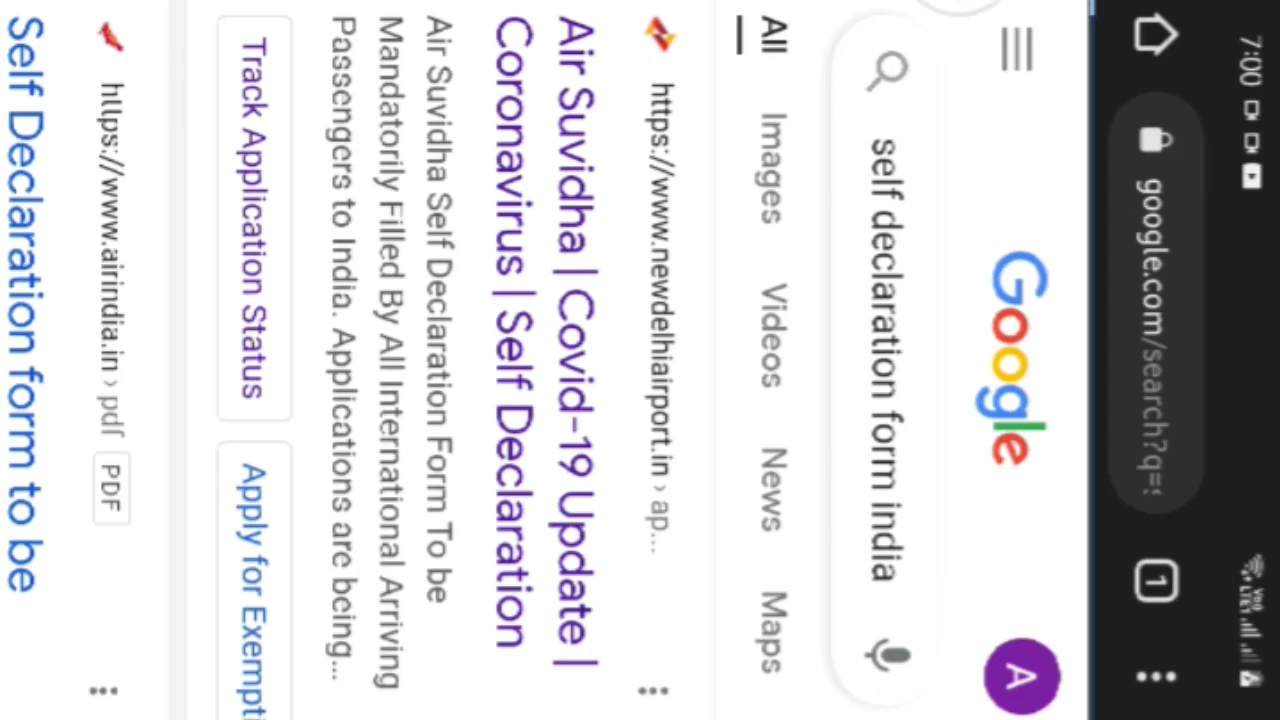 7:00 Vo) LTE1
google.com/search?q=s 1
Google A
self declaration form india
All Images Videos News Maps
https://www.newdelhiairport.in › ap...
Air Suvidha | Covid-19 Update |
Coronavirus | Self Declaration
Air Suvidha Self Declaration Form To be
Mandatorily Filled By All International Arriving
Passengers to India. Applications are being...
Track Application Status Apply for Exempti
https://www.airindia.in › pdf PDF
Self Declaration form to be